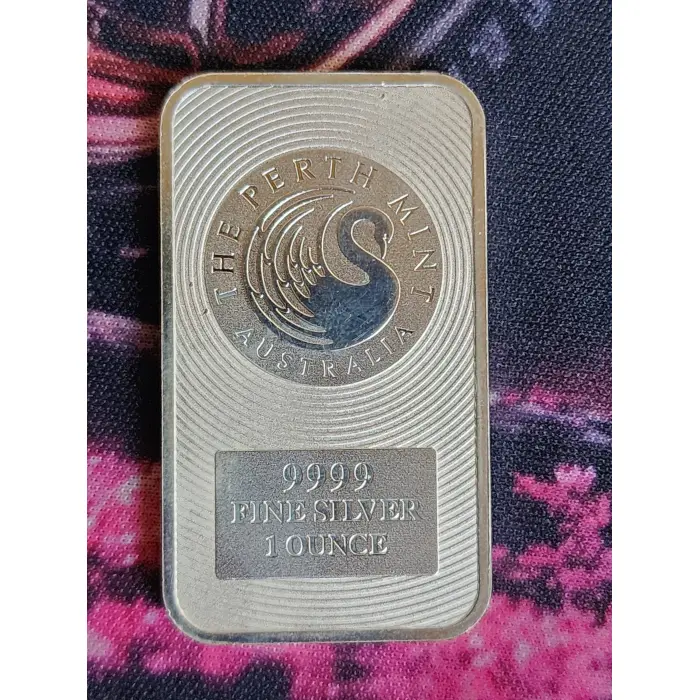 THE PERTH MINT
AUSTRALIA
9999
FINE SILVER
1 OUNCE